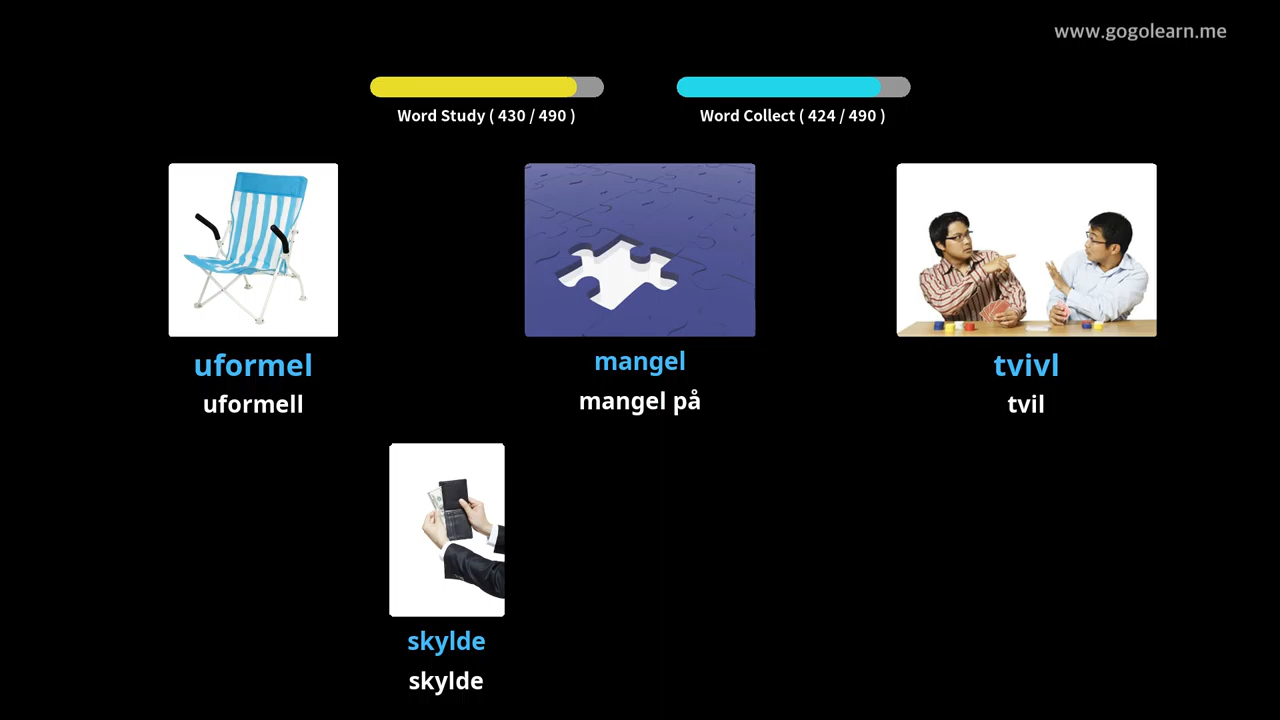 www.gogolearn.me
Word Study ( 430 / 490 )
Word Collect ( 424 / 490 )
uformel
uformell
mangel
mangel på
tvivl
tvil
skylde
skylde